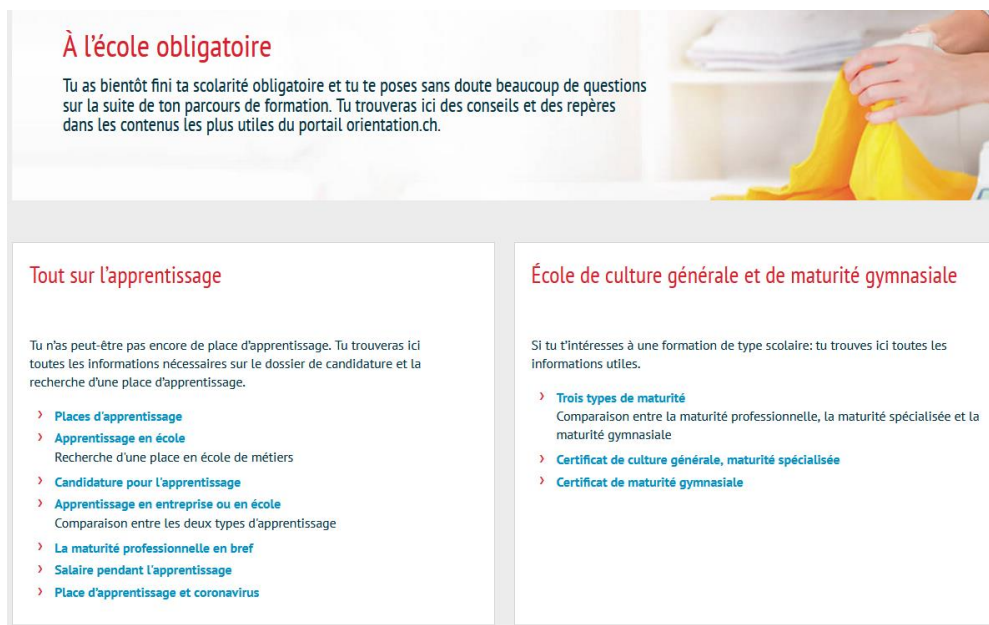 À l'école obligatoire
Tu as bientôt fini ta scolarité obligatoire et tu te poses sans doute beaucoup de questions
sur la suite de ton parcours de formation. Tu trouveras ici des conseils et des repères
dans les contenus les plus utiles du portail orientation.ch.
Tout sur l'apprentissage
Tu n'as peut-être pas encore de place d'apprentissage. Tu trouveras ici
toutes les informations nécessaires sur le dossier de candidature et la
recherche d'une place d'apprentissage.
Places d'apprentissage
Apprentissage en école
Recherche d'une place en école de métiers
Candidature pour l'apprentissage
Apprentissage en entreprise ou en école
Comparaison entre les deux types d'apprentissage
La maturité professionnelle en bref
Salaire pendant l'apprentissage
Place d'apprentissage et coronavirus
École de culture générale et de maturité gymnasiale
Si tu t'intéresses à une formation de type scolaire: tu trouves ici toutes les
informations utiles.
Trois types de maturité
Comparaison entre la maturité professionnelle, la maturité spécialisée et la
maturité gymnasiale
Certificat de culture générale, maturité spécialisée
Certificat de maturité gymnasiale